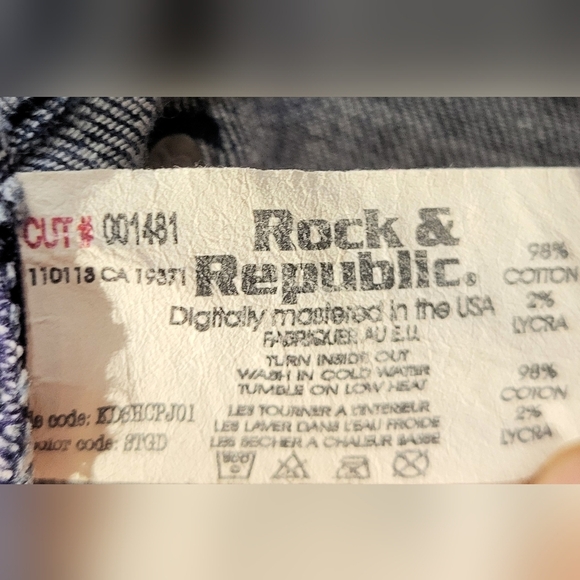 CUT # 001481
Rock &
Republic®
110113 CA 19371
Digitally mastered in the USA
FABRIQUER AU E.U.
TURN INSIDE OUT
WASH IN COLD WATER
TUMBLE ON LOW HEAT
LES TOURNER A L'INTERIEUR
LES LAVER DANS L'EAU FROIDE
LES SECHER A CHALEUR BASSE
code: KD6HCPJ01
color code: STGD
98%
COTTON
2%
LYCRA
98%
COTON
2%
LYCRA